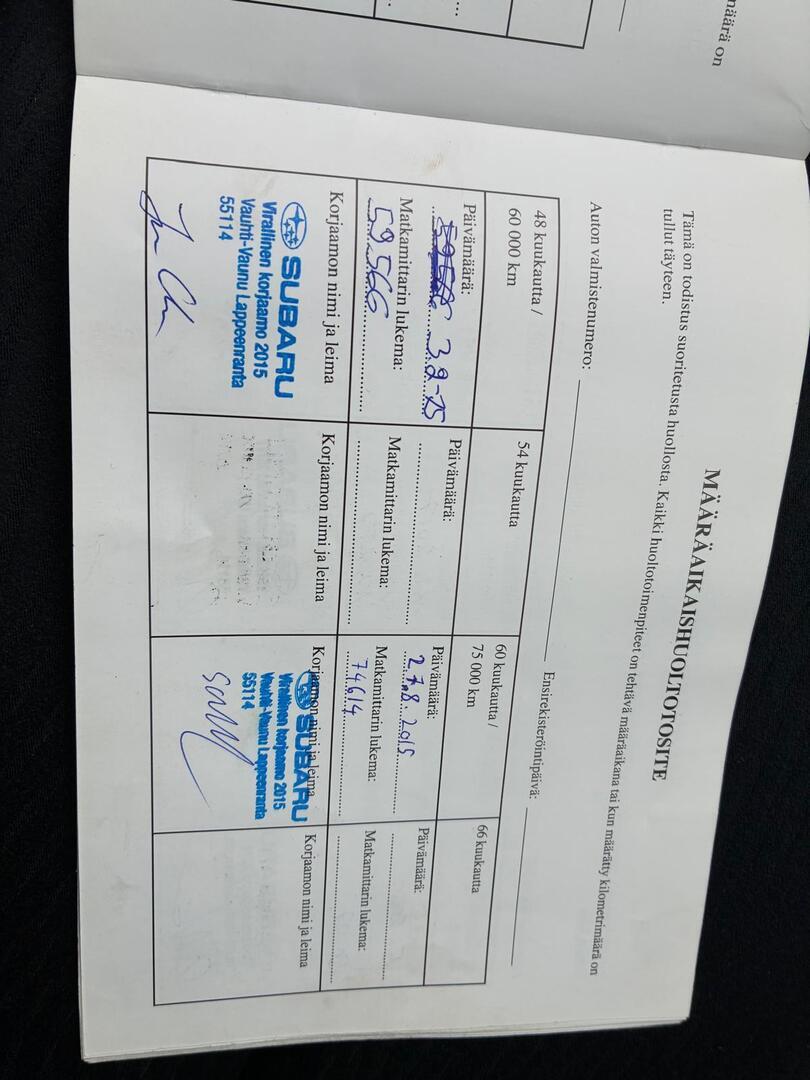 määrä on
MÄÄRÄAIKAISHUOLTOTOSITE
Tämä on todistus suoritetusta huollosta. Kaikki huoltotoimenpiteet on tehtävä määräaikana tai kun määrätty kilometrimäärä on
tullut täyteen.
Auton valmistenumero: Ensirekisteröintipäivä:
48 kuukautta /
60 000 km
Päivämäärä:
3.2-15
Matkamittarin lukema:
59 566
Korjaamon nimi ja leima
SUBARU
Virallinen korjaamo 2015
Vauhti-Vaunu Lappeenranta
55114
54 kuukautta
Päivämäärä:
Matkamittarin lukema:
Korjaamon nimi ja leima
60 kuukautta /
75 000 km
Päivämäärä:
27.8 2015
Matkamittarin lukema:
74614
Korjaamon nimi ja leima
SUBARU
Virallinen korjaamo 2015
Vauhti-Vaunu Lappeenranta
55114
66 kuukautta
Päivämäärä:
Matkamittarin lukema:
Korjaamon nimi ja leima